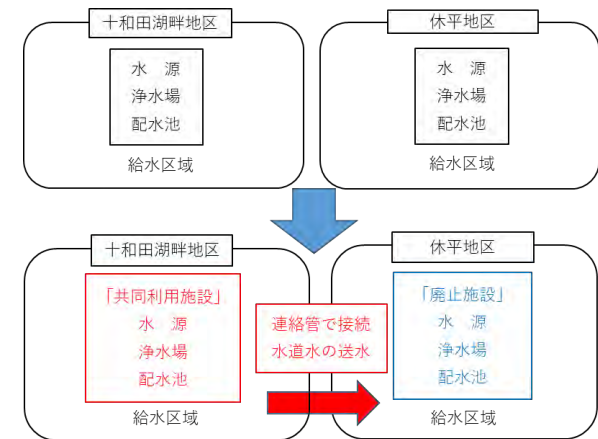 十和田湖畔地区
水　源
浄水場
配水池
給水区域
休平地区
水　源
浄水場
配水池
給水区域
十和田湖畔地区
「共同利用施設」
水　源
浄水場
配水池
給水区域
連絡管で接続
水道水の送水
休平地区
「廃止施設」
水　源
浄水場
配水池
給水区域